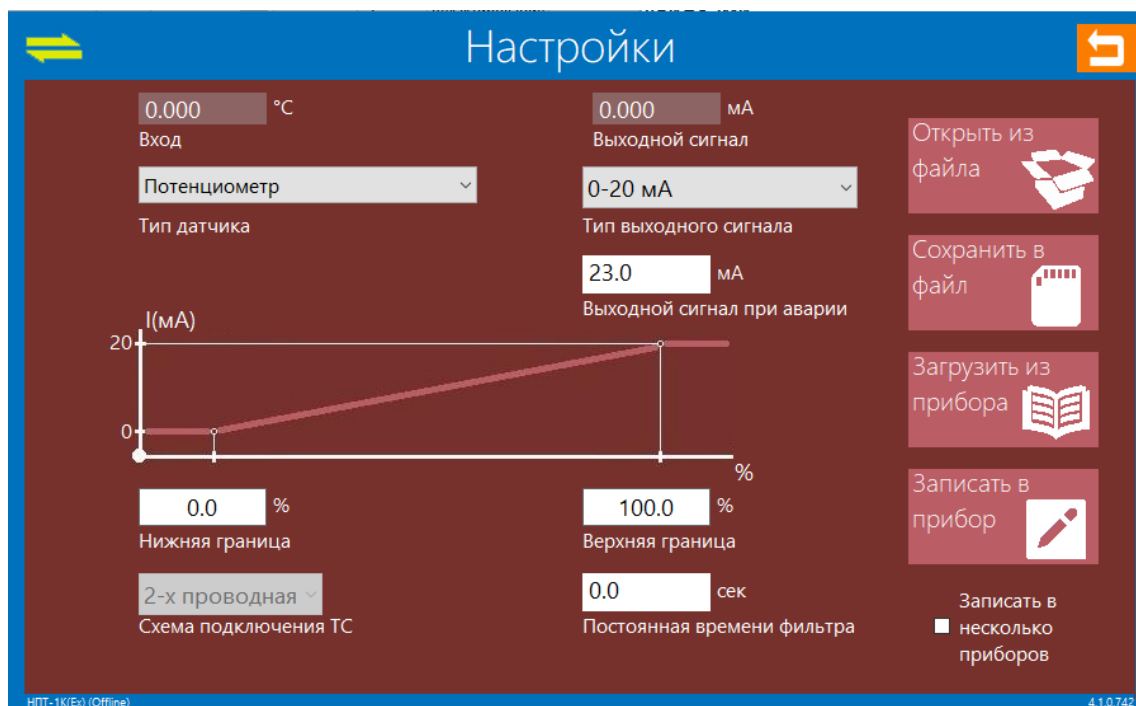 Настройки
0.000 °C
Вход
0.000 мА
Выходной сигнал
Потенциометр
Тип датчика
0-20 мА
Тип выходного сигнала
23.0 мА
Выходной сигнал при аварии
I(мА)
20
0
%
0.0 %
Нижняя граница
100.0 %
Верхняя граница
2-х проводная
Схема подключения ТС
0.0 сек
Постоянная времени фильтра
Открыть из
файла
Сохранить в
файл
Загрузить из
прибора
Записать в
прибор
Записать в
несколько
приборов
НПТ-1К(Ex) (Offline)
4.1.0.742